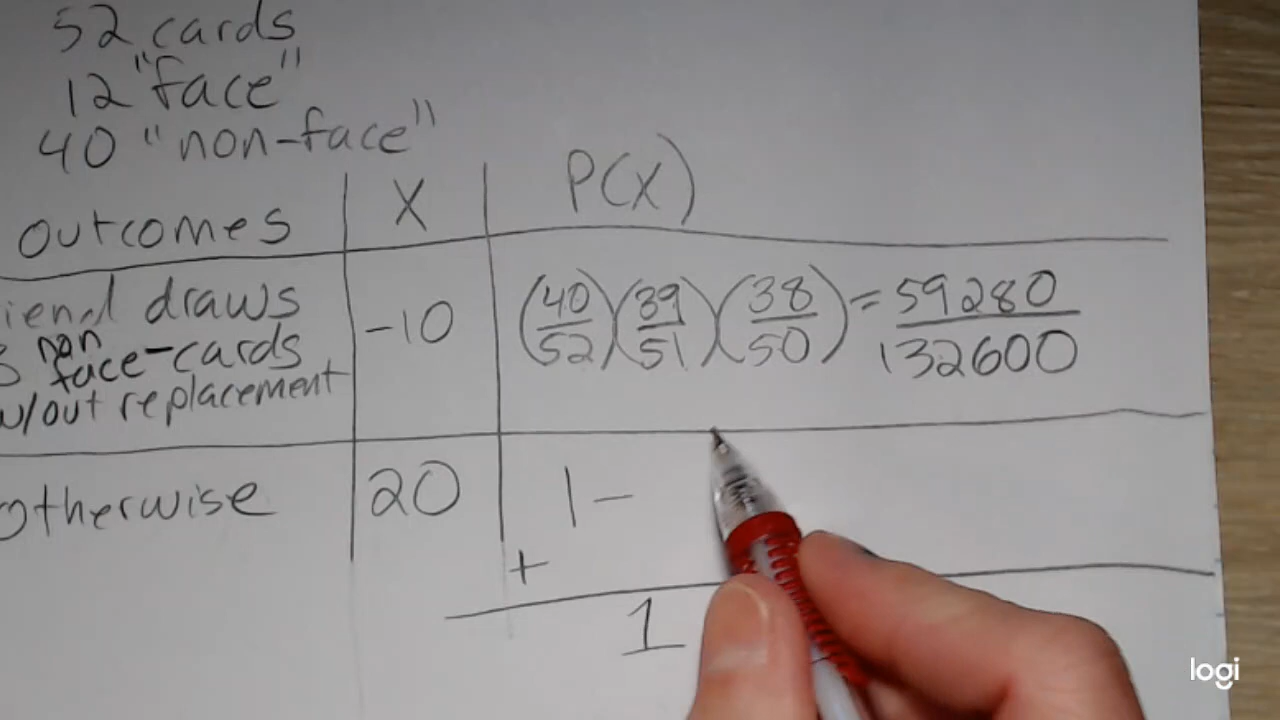 52 cards
12 "face"
40 "non-face"
outcomes X P(X)
draws
non
face-cards
w/out replacement
-10
(40/52)(39/51)(38/50) = 59280/132600
otherwise 20 1 -
+
1
logi